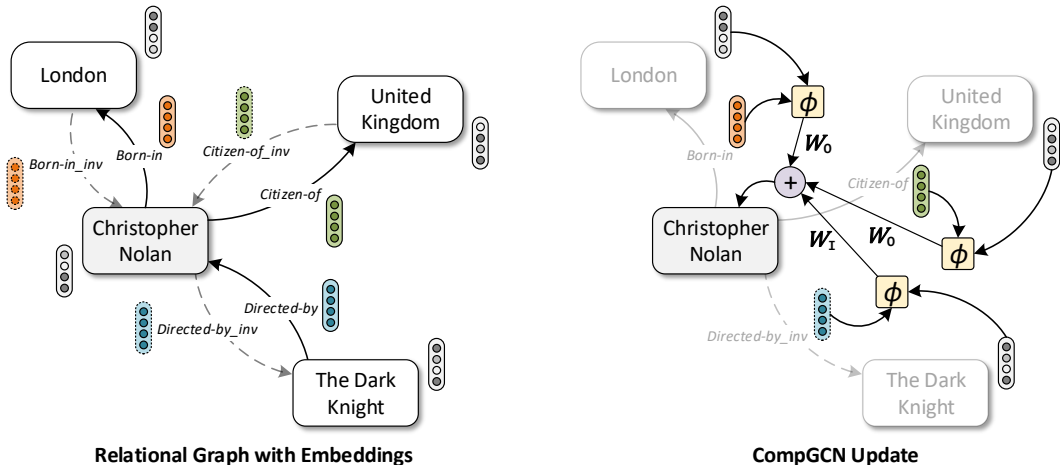 London
United
Kingdom
Born-in_inv
Born-in
Citizen-of_inv
Citizen-of
Christopher
Nolan
Directed-by
Directed-by_inv
The Dark
Knight
Relational Graph with Embeddings
London
United
Kingdom
ϕ
Born-in
W₀
Citizen-of
+
Christopher
Nolan
W₀
W_I
ϕ
ϕ
Directed-by_inv
The Dark
Knight
CompGCN Update